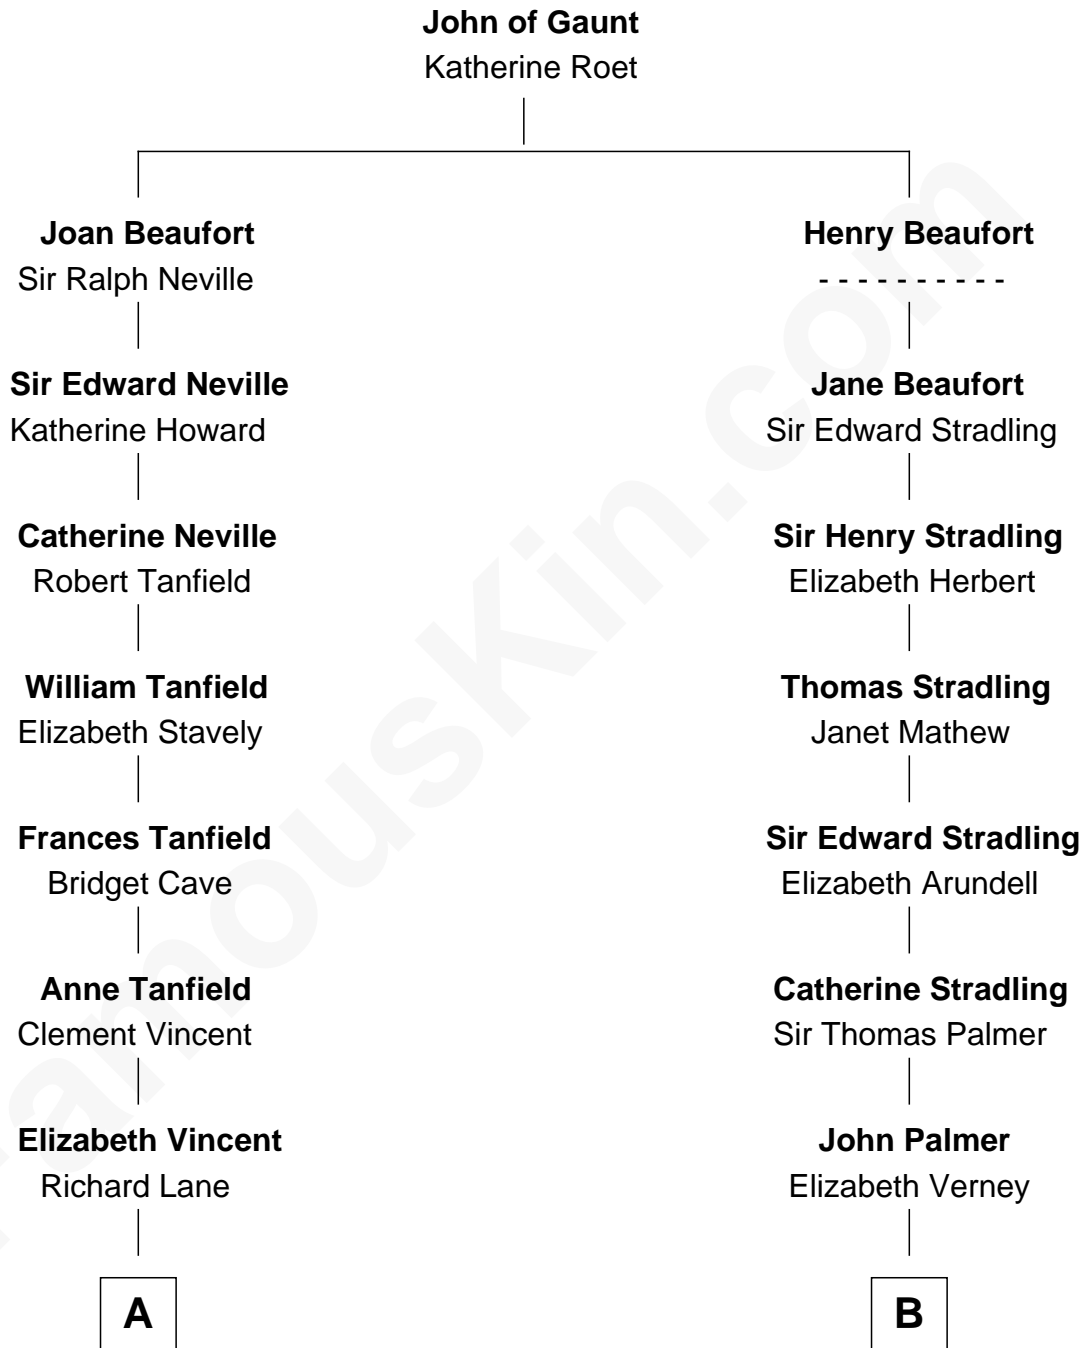 John of Gaunt
Katherine Roet
Joan Beaufort
Sir Ralph Neville
Sir Edward Neville
Katherine Howard
Catherine Neville
Robert Tanfield
William Tanfield
Elizabeth Stavely
Frances Tanfield
Bridget Cave
Anne Tanfield
Clement Vincent
Elizabeth Vincent
Richard Lane
A
Henry Beaufort
- - - - - - - - - -
Jane Beaufort
Sir Edward Stradling
Sir Henry Stradling
Elizabeth Herbert
Thomas Stradling
Janet Mathew
Sir Edward Stradling
Elizabeth Arundell
Catherine Stradling
Sir Thomas Palmer
John Palmer
Elizabeth Verney
B
FamousKin.com